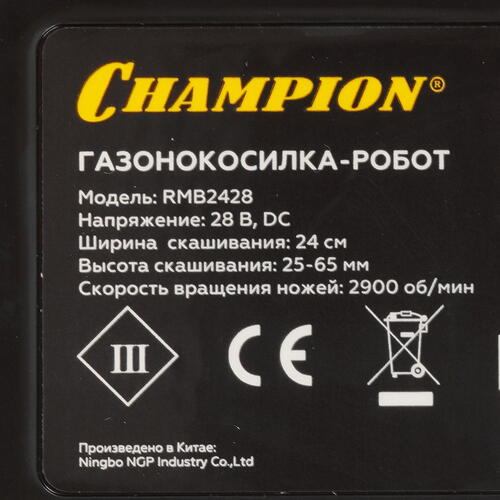 CHAMPION®
ГАЗОНОКОСИЛКА-РОБОТ
Модель: RMB2428
Напряжение: 28 В, DC
Ширина скашивания: 24 см
Высота скашивания: 25-65 мм
Скорость вращения ножей: 2900 об/мин
III
CE
Произведено в Китае:
Ningbo NGP Industry Co.,Ltd